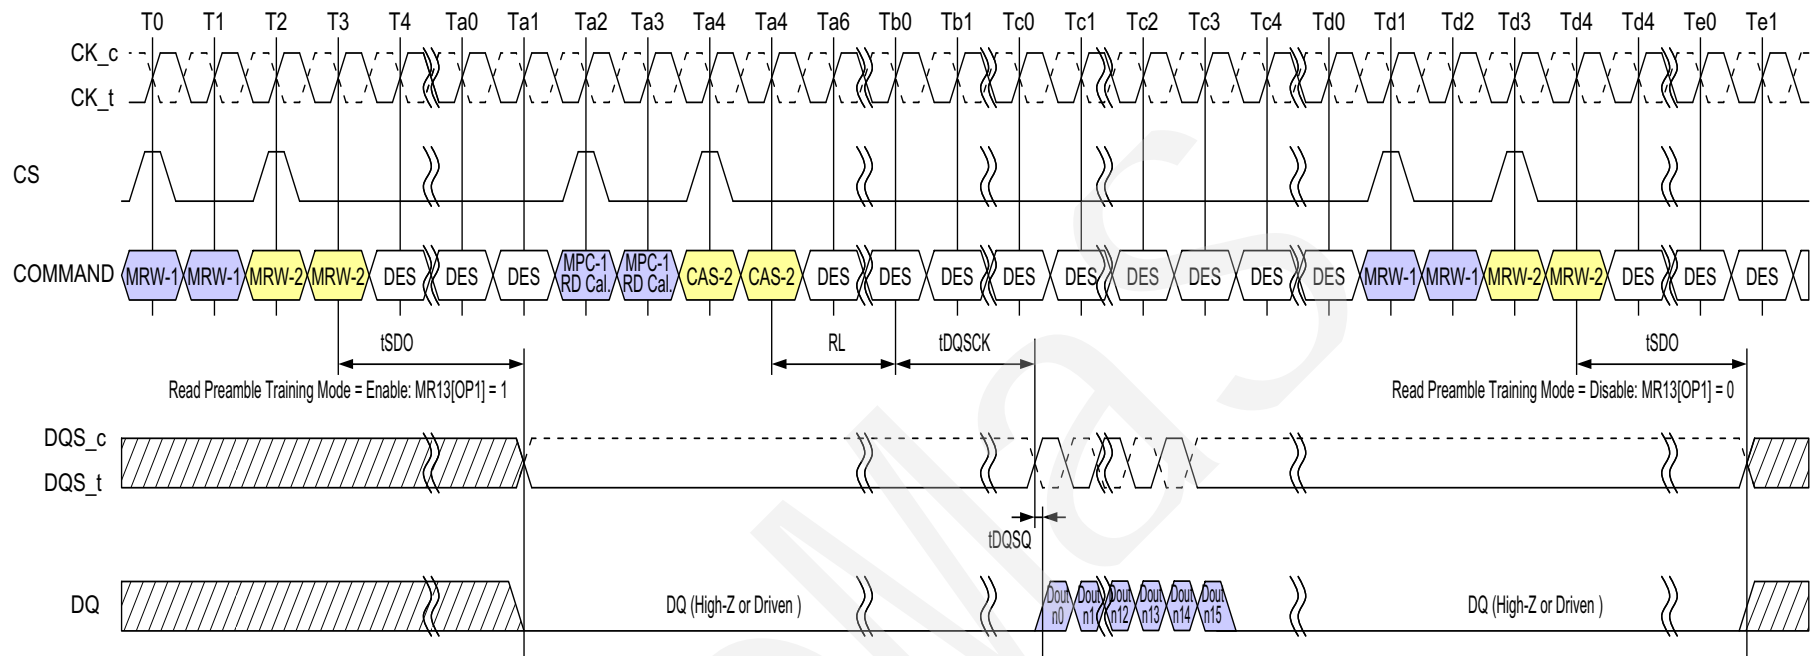 T0 T1 T2 T3 T4 Ta0 Ta1 Ta2 Ta3 Ta4 Ta4 Ta6 Tb0 Tb1 Tc0 Tc1 Tc2 Tc3 Tc4 Td0 Td1 Td2 Td3 Td4 Td4 Te0 Te1
CK_c
CK_t
CS
COMMAND MRW-1 MRW-1 MRW-2 MRW-2 DES DES DES MPC-1 RD Cal. MPC-1 RD Cal. CAS-2 CAS-2 DES DES DES DES DES DES DES DES DES MRW-1 MRW-1 MRW-2 MRW-2 DES DES DES
tSDO RL tDQSCK tSDO
Read Preamble Training Mode = Enable: MR13[OP1] = 1 Read Preamble Training Mode = Disable: MR13[OP1] = 0
DQS_c
DQS_t
tDQSQ
DQ DQ (High-Z or Driven ) Dout n0 Dout n1 Dout n12 Dout n13 Dout n14 Dout n15 DQ (High-Z or Driven )